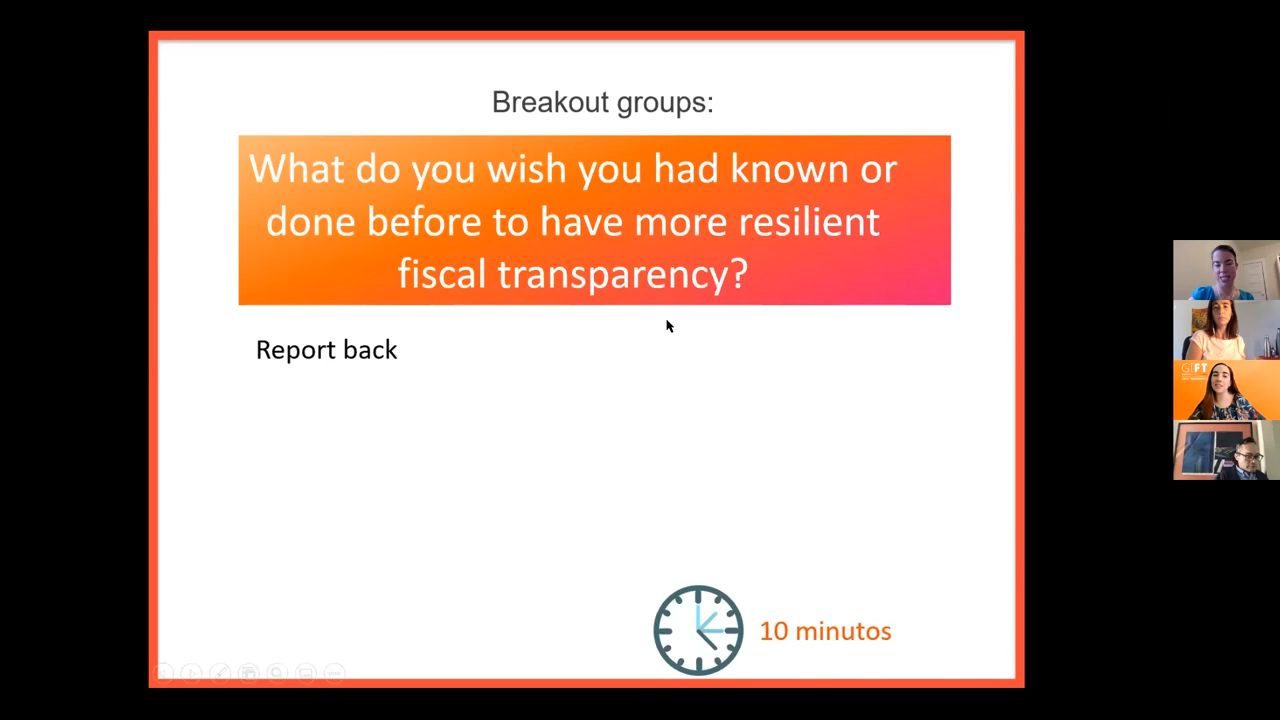 Breakout groups:
What do you wish you had known or
done before to have more resilient
fiscal transparency?
Report back
10 minutos
GIFT